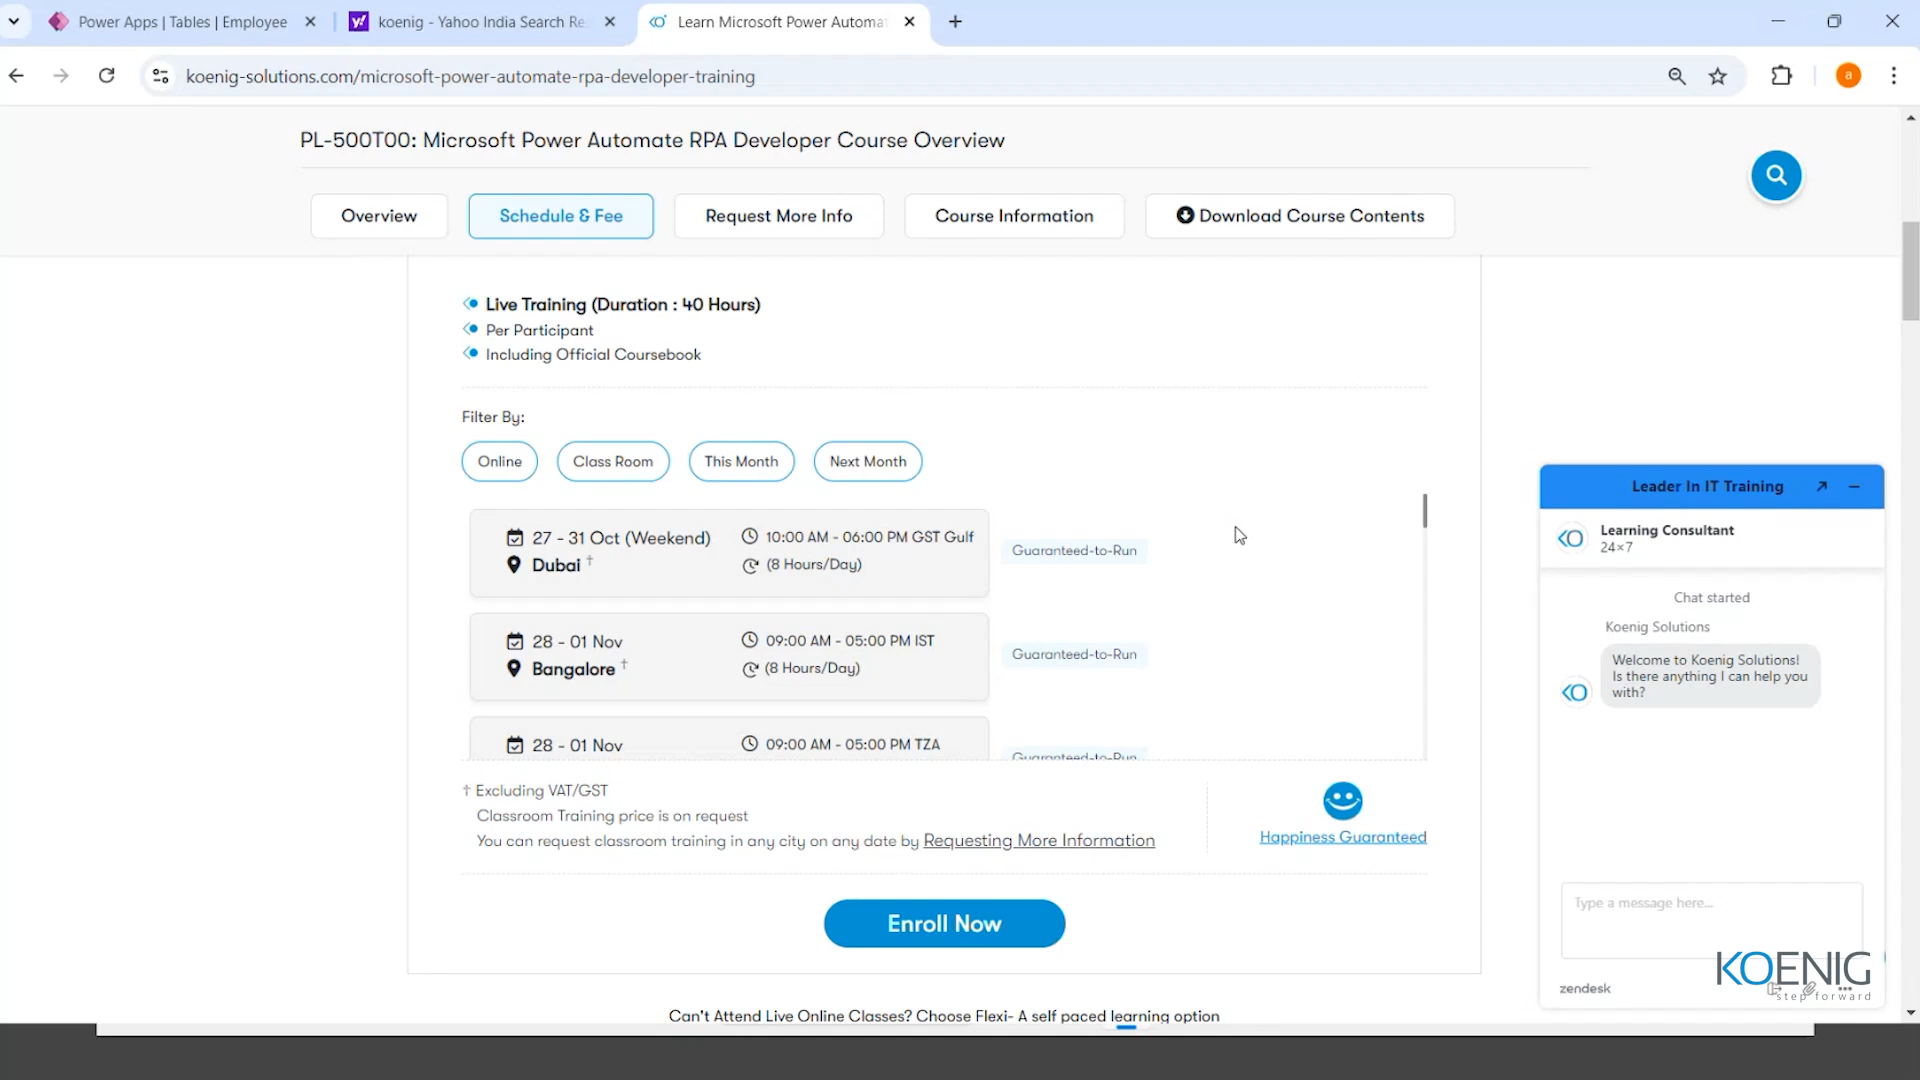 Power Apps | Tables | Employee
koenig - Yahoo India Search Re
Learn Microsoft Power Automa
koenig-solutions.com/microsoft-power-automate-rpa-developer-training
a
PL-500T00: Microsoft Power Automate RPA Developer Course Overview
Overview
Schedule & Fee
Request More Info
Course Information
Download Course Contents
Live Training (Duration : 40 Hours)
Per Participant
Including Official Coursebook
Filter By:
Online
Class Room
This Month
Next Month
27 - 31 Oct (Weekend)
10:00 AM - 06:00 PM GST Gulf
Guaranteed-to-Run
Dubai †
(8 Hours/Day)
28 - 01 Nov
09:00 AM - 05:00 PM IST
Guaranteed-to-Run
Bangalore †
(8 Hours/Day)
28 - 01 Nov
09:00 AM - 05:00 PM TZA
Guaranteed-to-Run
† Excluding VAT/GST
Classroom Training price is on request
You can request classroom training in any city on any date by Requesting More Information
Happiness Guaranteed
Enroll Now
Can't Attend Live Online Classes? Choose Flexi- A self paced learning option
Leader In IT Training
Learning Consultant
24×7
Chat started
Koenig Solutions
Welcome to Koenig Solutions!
Is there anything I can help you
with?
Type a message here...
zendesk
KOENIG
step forward